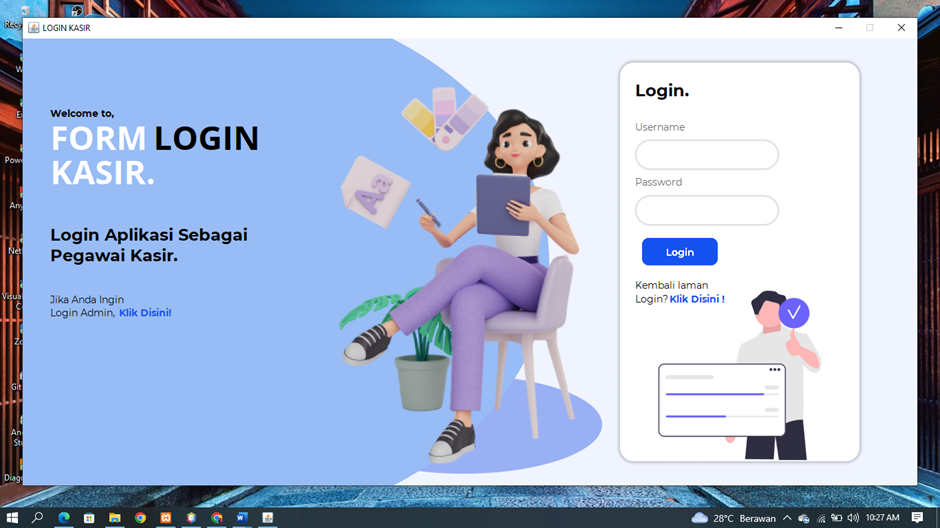 LOGIN KASIR
Welcome to,
FORM LOGIN
KASIR.
Login Aplikasi Sebagai
Pegawai Kasir.
Jika Anda Ingin
Login Admin, Klik Disini!
Aa
Login.
Username
Password
Login
Kembali laman
Login? Klik Disini !
28°C Berawan
10:27 AM